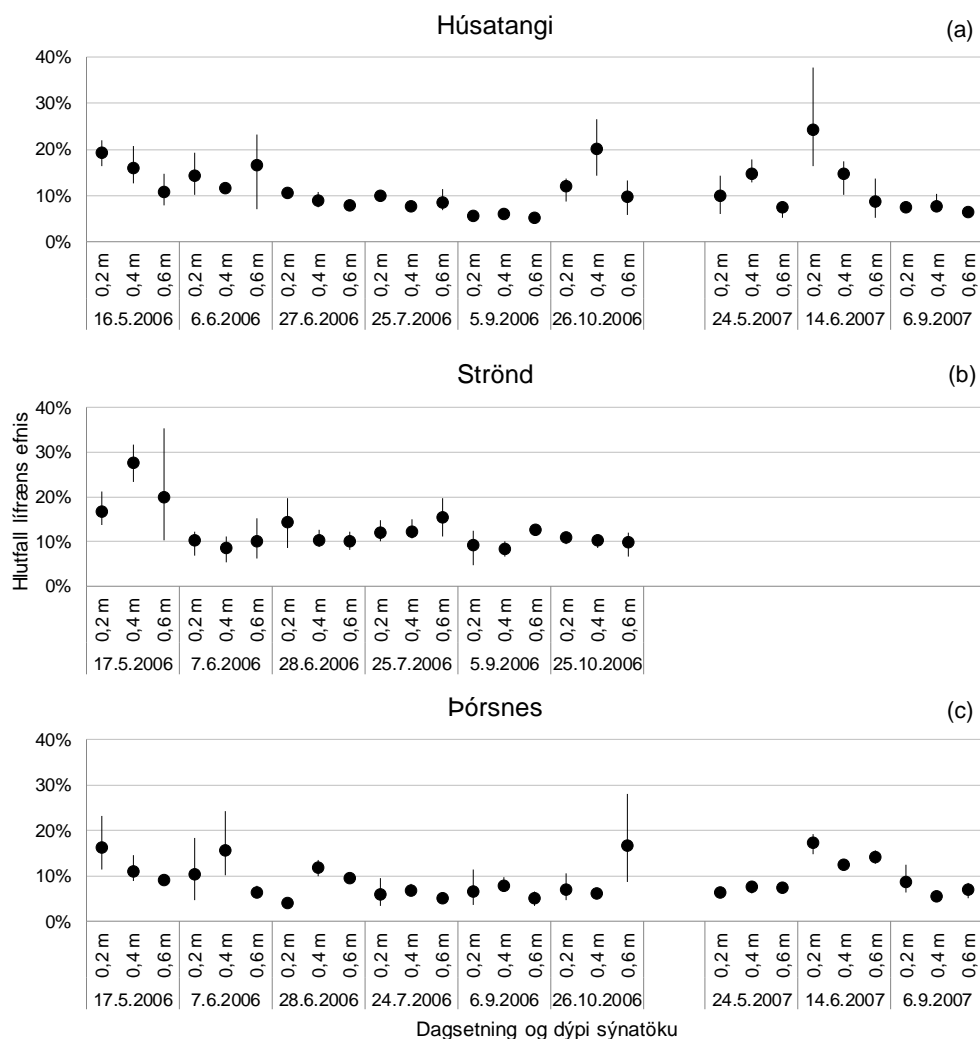 Húsatangi
(a)
40%
30%
20%
10%
0%
0,2 m 0,4 m 0,6 m 0,2 m 0,4 m 0,6 m 0,2 m 0,4 m 0,6 m 0,2 m 0,4 m 0,6 m 0,2 m 0,4 m 0,6 m 0,2 m 0,4 m 0,6 m 0,2 m 0,4 m 0,6 m 0,2 m 0,4 m 0,6 m 0,2 m 0,4 m 0,6 m
16.5.2006 6.6.2006 27.6.2006 25.7.2006 5.9.2006 26.10.2006 24.5.2007 14.6.2007 6.9.2007
Strönd
(b)
Hlutfall lífræns efnis
40%
30%
20%
10%
0%
0,2 m 0,4 m 0,6 m 0,2 m 0,4 m 0,6 m 0,2 m 0,4 m 0,6 m 0,2 m 0,4 m 0,6 m 0,2 m 0,4 m 0,6 m 0,2 m 0,4 m 0,6 m
17.5.2006 7.6.2006 28.6.2006 25.7.2006 5.9.2006 25.10.2006
Þórsnes
(c)
40%
30%
20%
10%
0%
0,2 m 0,4 m 0,6 m 0,2 m 0,4 m 0,6 m 0,2 m 0,4 m 0,6 m 0,2 m 0,4 m 0,6 m 0,2 m 0,4 m 0,6 m 0,2 m 0,4 m 0,6 m 0,2 m 0,4 m 0,6 m 0,2 m 0,4 m 0,6 m 0,2 m 0,4 m 0,6 m
17.5.2006 7.6.2006 28.6.2006 24.7.2006 6.9.2006 26.10.2006 24.5.2007 14.6.2007 6.9.2007
Dagsetning og dýpi sýnatöku